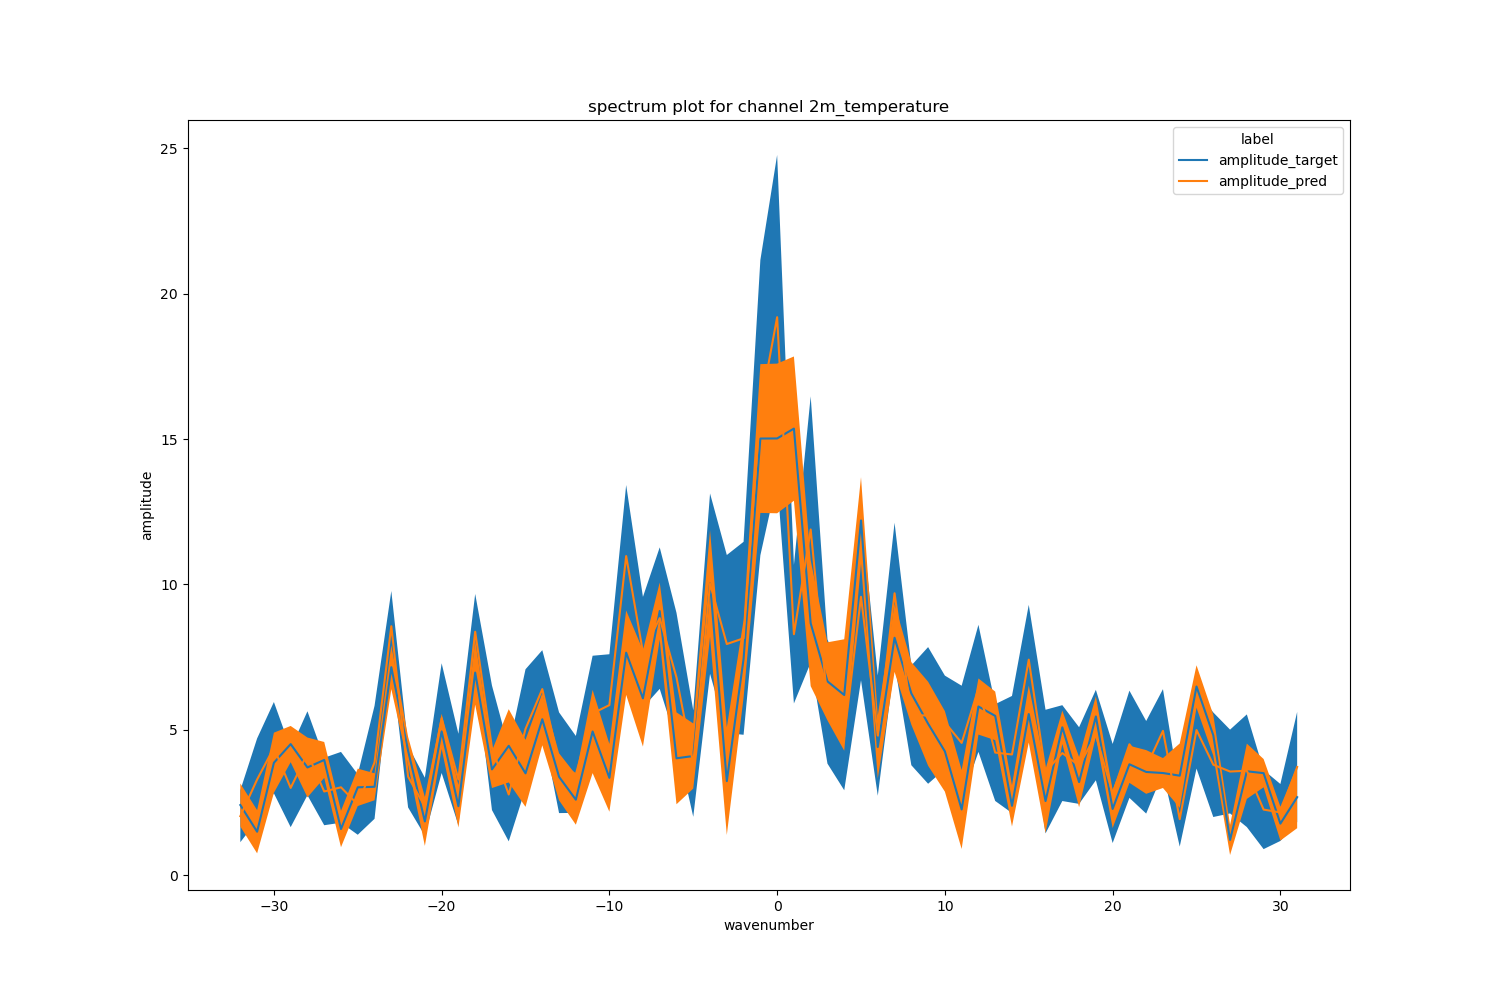 spectrum plot for channel 2m_temperature
label
amplitude_target
amplitude_pred
25
20
15
10
5
0
amplitude
−30
−20
−10
0
10
20
30
wavenumber